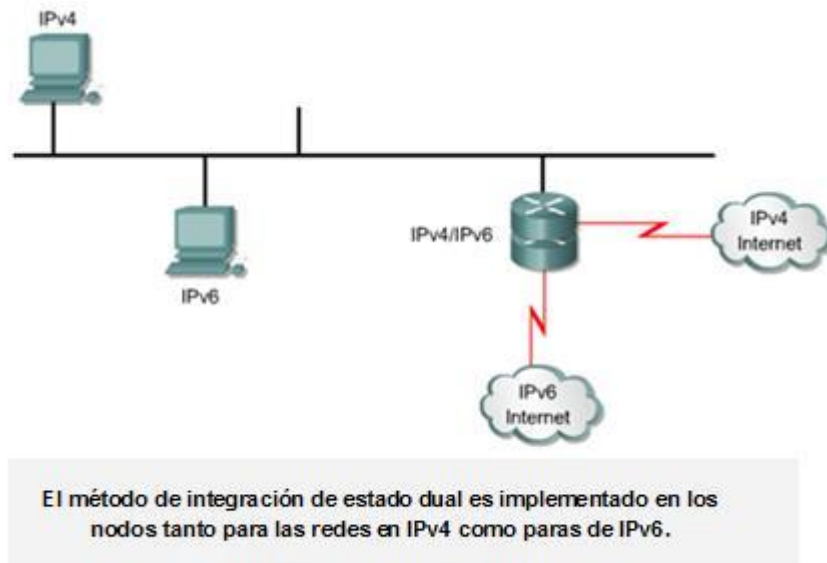 IPv4
IPv6
IPv4/IPv6
IPv4
Internet
IPv6
Internet
El método de integración de estado dual es implementado en los
nodos tanto para las redes en IPv4 como paras de IPv6.